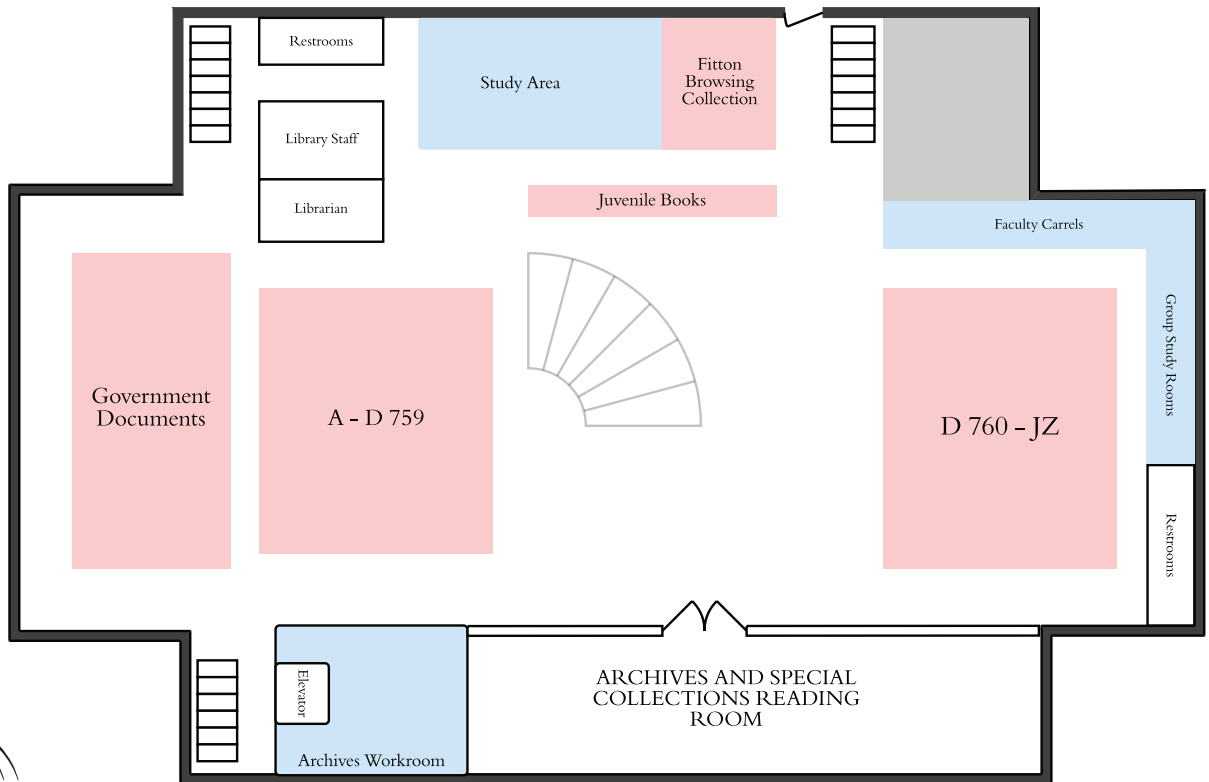 Restrooms
Study Area
Fitton
Browsing
Collection
Library Staff
Librarian
Juvenile Books
Faculty Carrels
Group Study Rooms
Government
Documents
A - D 759
D 760 - JZ
Restrooms
Elevator
Archives Workroom
ARCHIVES AND SPECIAL
COLLECTIONS READING
ROOM